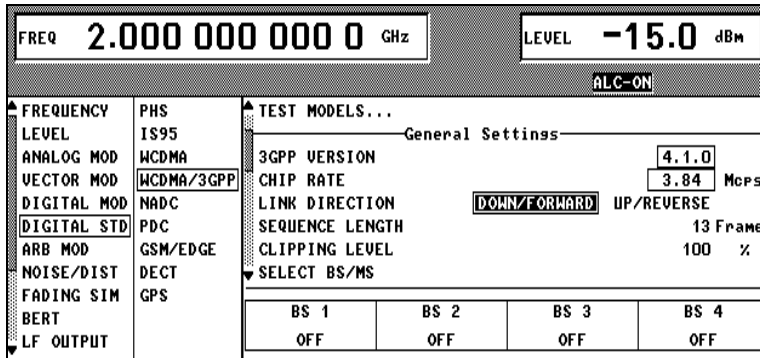 FREQ 2.000 000 000 0 GHz LEVEL -15.0 dBm
ALC-ON
FREQUENCY
LEVEL
ANALOG MOD
VECTOR MOD
DIGITAL MOD
DIGITAL STD
ARB MOD
NOISE/DIST
FADING SIM
BERT
LF OUTPUT
PHS
IS95
WCDMA
WCDMA/3GPP
NADC
PDC
GSM/EDGE
DECT
GPS
TEST MODELS...
General Settings
3GPP VERSION 4.1.0
CHIP RATE 3.84 Mcps
LINK DIRECTION DOWN/FORWARD UP/REVERSE
SEQUENCE LENGTH 13 Frame
CLIPPING LEVEL 100 %
SELECT BS/MS
BS 1 BS 2 BS 3 BS 4
OFF OFF OFF OFF